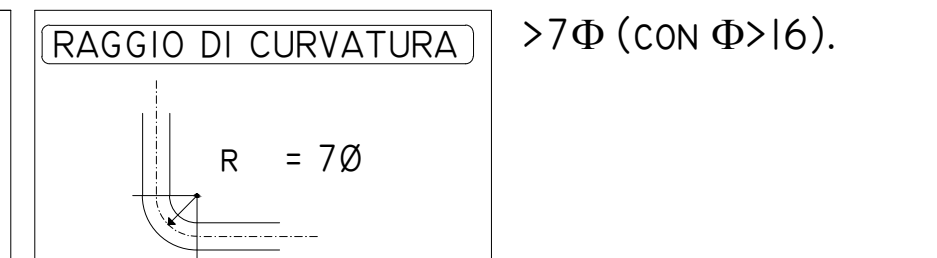 RAGGIO DI CURVATURA
R = 7Ø
>7Φ (CON Φ>16).